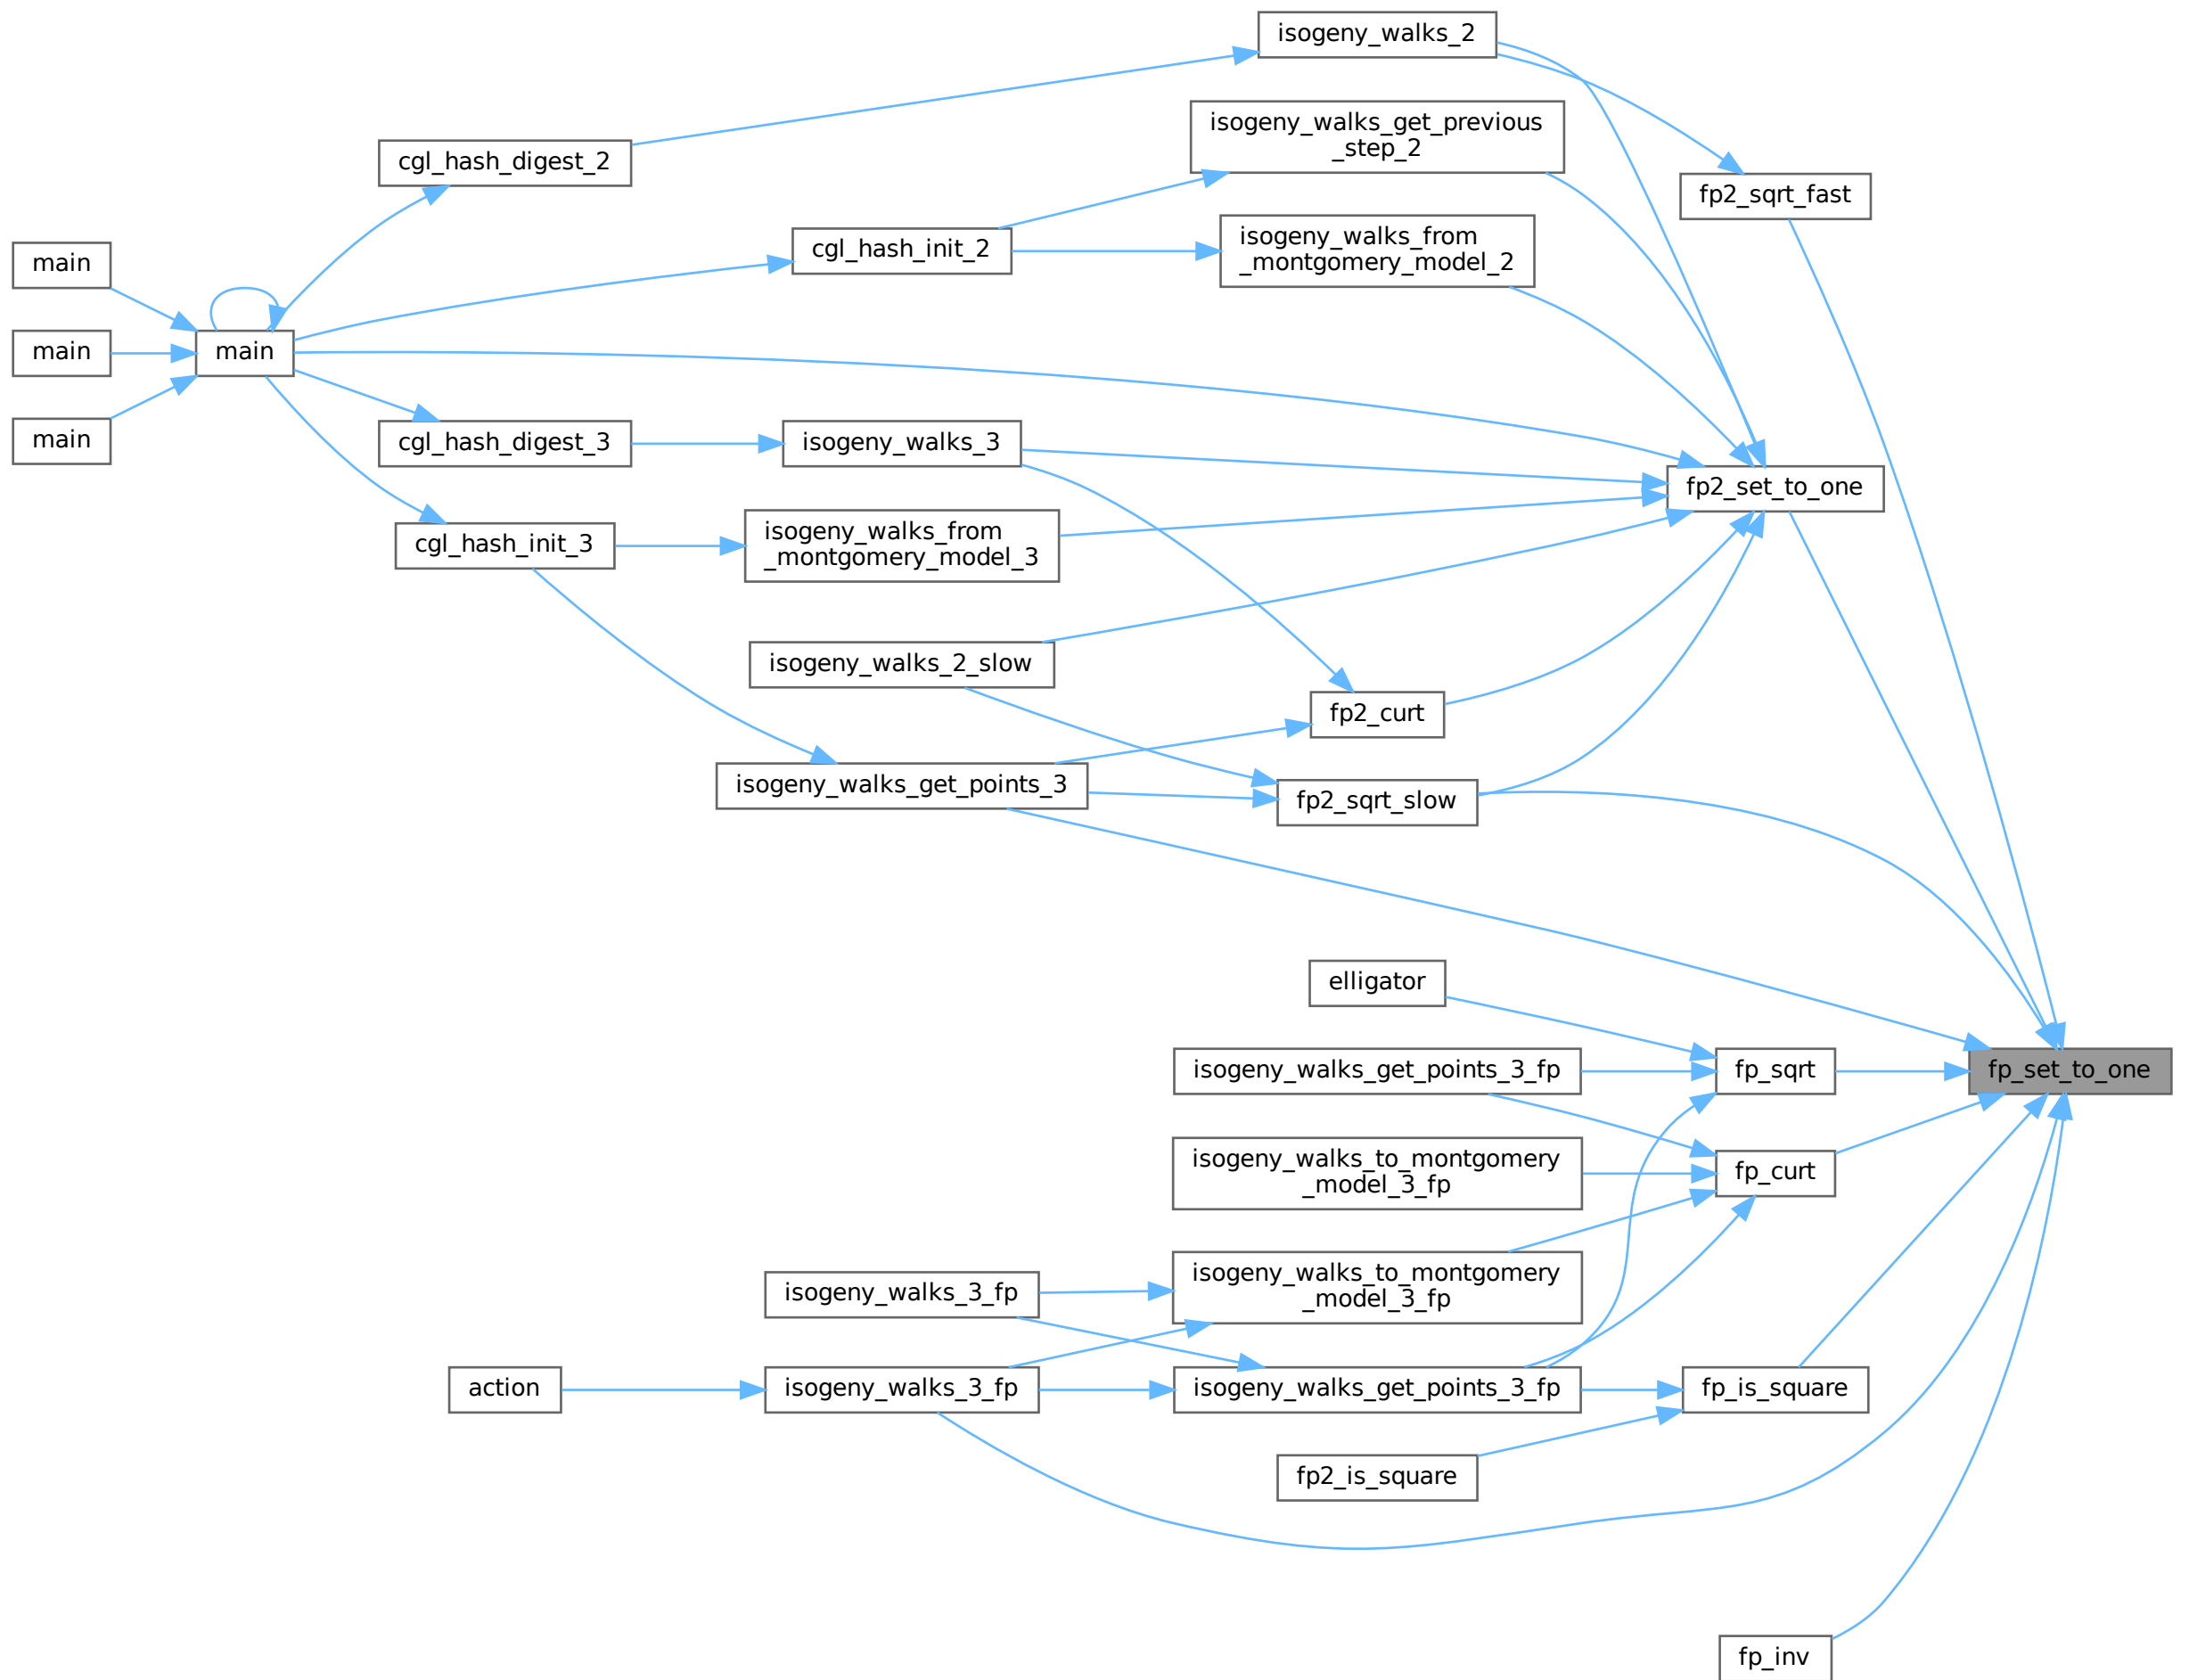 isogeny_walks_2
isogeny_walks_get_previous
_step_2
cgl_hash_digest_2
fp2_sqrt_fast
isogeny_walks_from
_montgomery_model_2
cgl_hash_init_2
main
main
main
main
cgl_hash_digest_3
isogeny_walks_3
fp2_set_to_one
cgl_hash_init_3
isogeny_walks_from
_montgomery_model_3
isogeny_walks_2_slow
fp2_curt
isogeny_walks_get_points_3
fp2_sqrt_slow
elligator
isogeny_walks_get_points_3_fp
fp_sqrt
fp_set_to_one
isogeny_walks_to_montgomery
_model_3_fp
fp_curt
isogeny_walks_3_fp
isogeny_walks_to_montgomery
_model_3_fp
action
isogeny_walks_3_fp
isogeny_walks_get_points_3_fp
fp_is_square
fp2_is_square
fp_inv